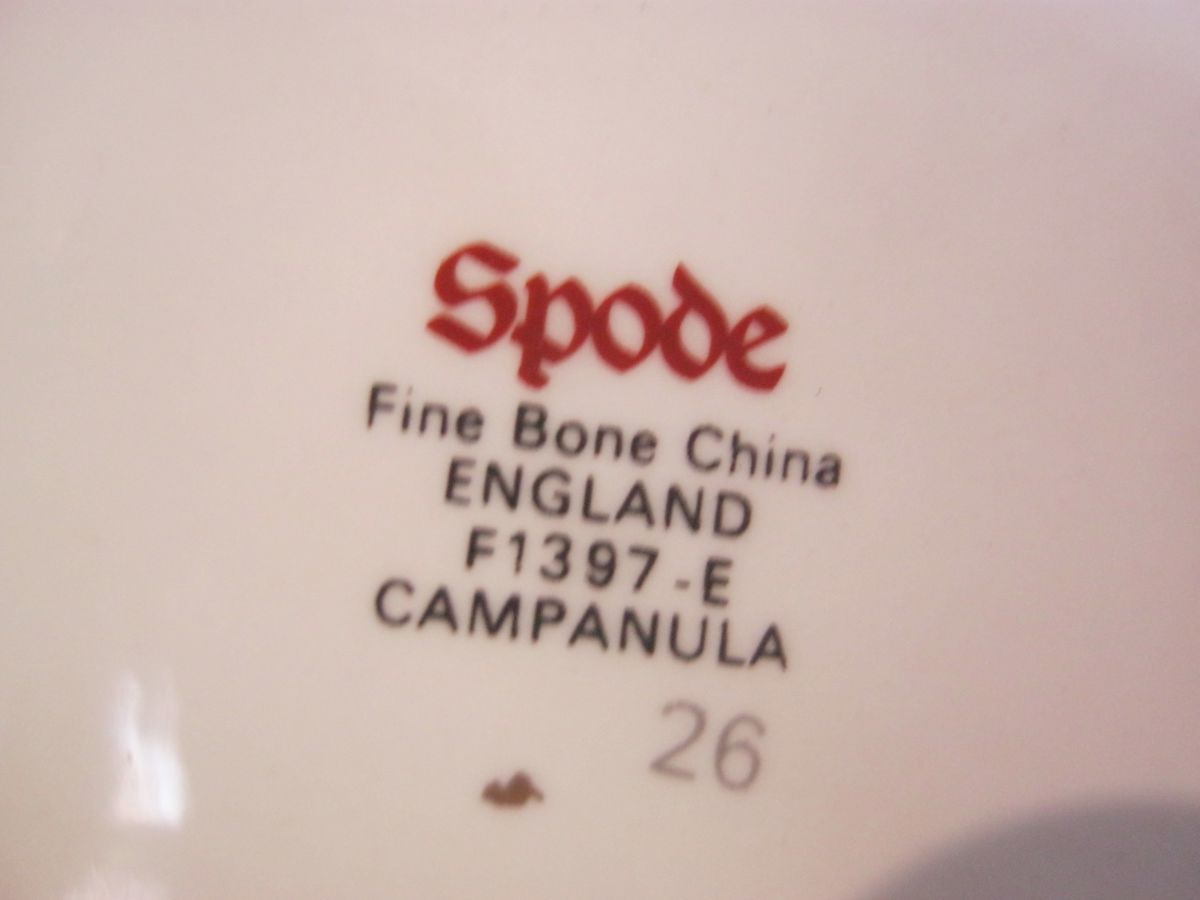 Spode
Fine Bone China
ENGLAND
F1397-E
CAMPANULA
26